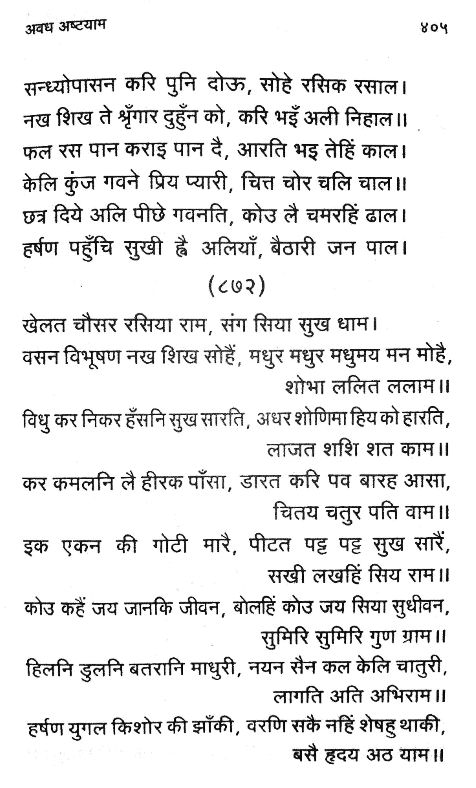 अवध अष्टयाम ४०५
सन्ध्योपासन करि पुनि दोऊ, सोहे रसिक रसाल।
नख शिख ते श्रृँगार दुहुँन को, करि भइँ अली निहाल॥
फल रस पान कराइ पान दै, आरति भइ तेहिं काल।
केलि कुंज गवने प्रिय प्यारी, चित्त चोर चलि चाल॥
छत्र दिये अलि पीछे गवनति, कोउ लै चमरहिं ढाल।
हर्षण पहुँचि सुखी ह्वै अलियाँ, बैठारी जन पाल।
(८७२)
खेलत चौसर रसिया राम, संग सिया सुख धाम।
वसन विभूषण नख शिख सोहैं, मधुर मधुर मधुमय मन मोहै,
शोभा ललित ललाम॥
विधु कर निकर हँसनि सुख सारति, अधर शोणिमा हिय को हारति,
लाजत शशि शत काम॥
कर कमलनि लै हीरक पाँसा, डारत करि पव बारह आसा,
चितय चतुर पति वाम॥
इक एकन की गोटी मारै, पीटत पट्ट पट्ट सुख सारैं,
सखी लखहिं सिय राम॥
कोउ कहैं जय जानकि जीवन, बोलहिं कोउ जय सिया सुधीवन,
सुमिरि सुमिरि गुण ग्राम॥
हिलनि डुलनि बतरानि माधुरी, नयन सैन कल केलि चातुरी,
लागति अति अभिराम॥
हर्षण युगल किशोर की झाँकी, वरणि सकै नहिं शेषहु थाकी,
बसै हृदय अठ याम॥